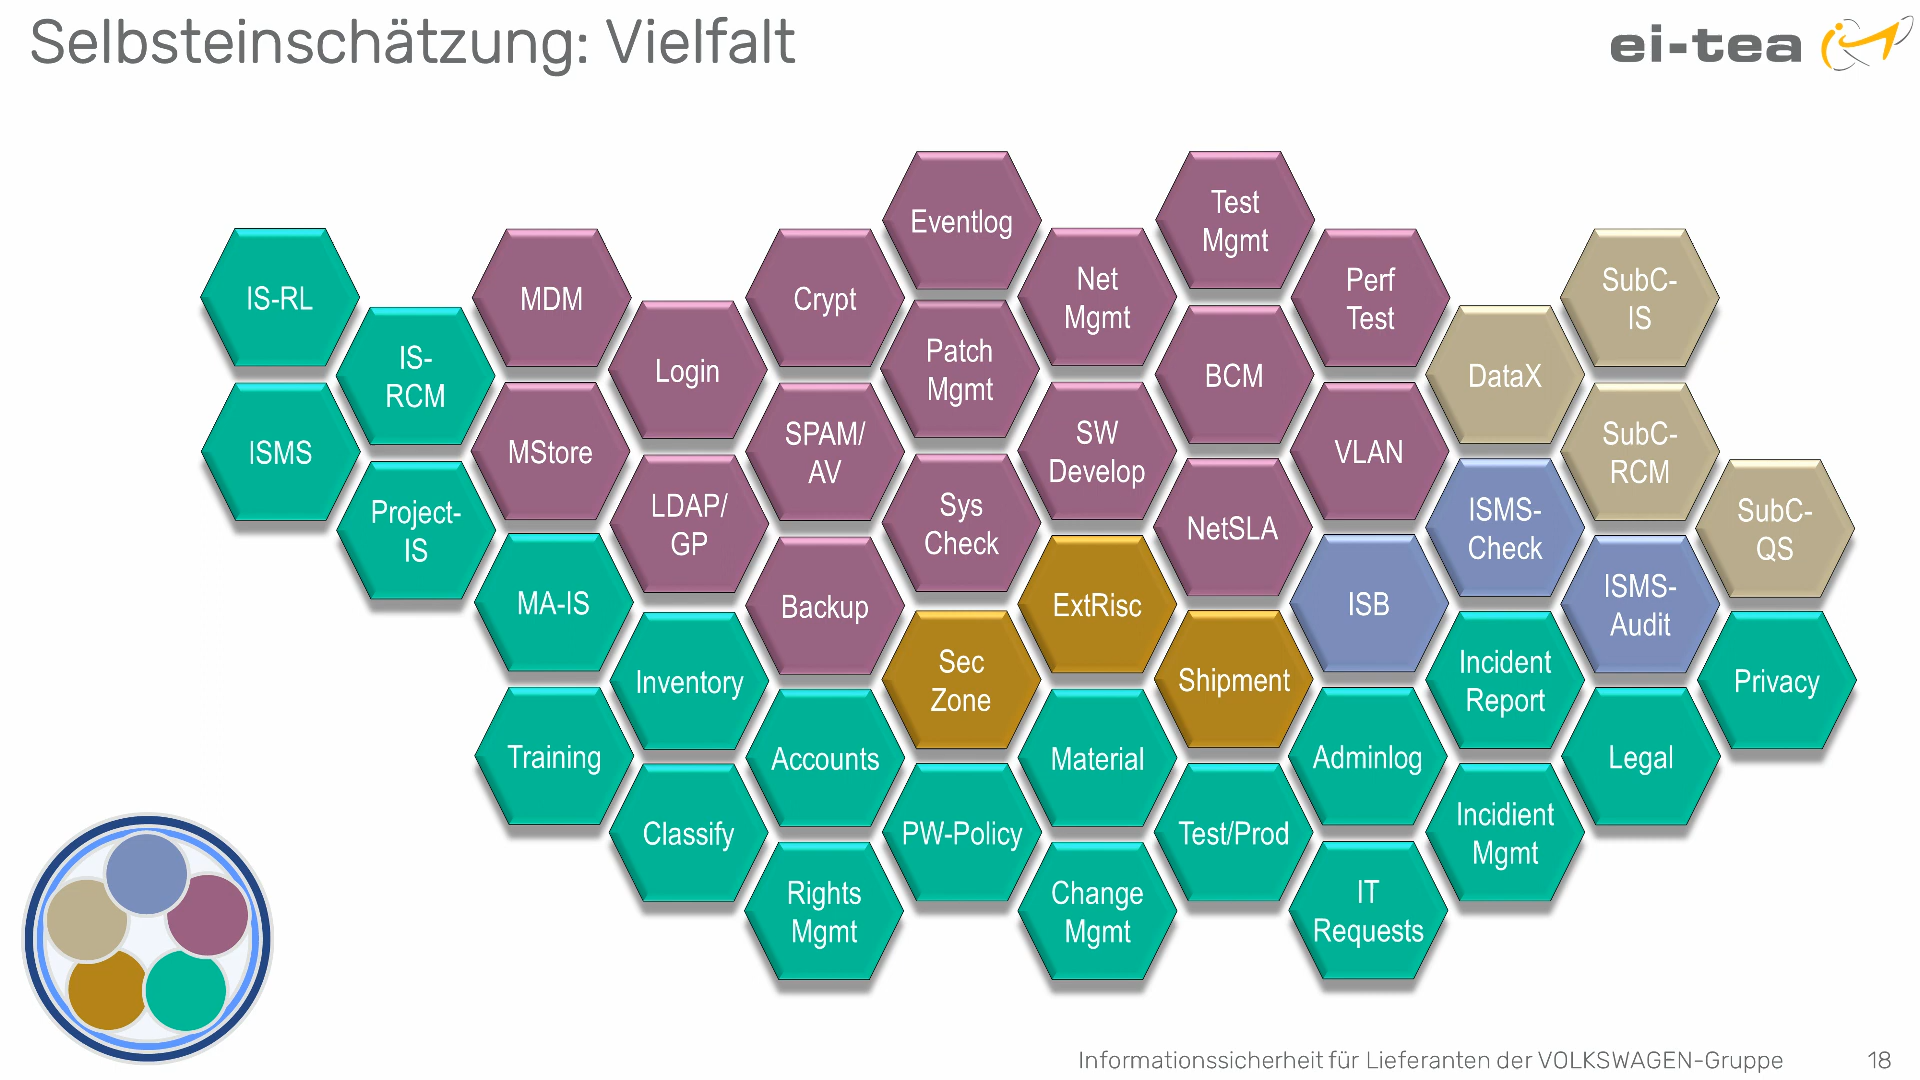 Selbsteinschätzung: Vielfalt
ei-tea
Eventlog
Test
Mgmt
IS-RL
MDM
Crypt
Net
Mgmt
Perf
Test
SubC-
IS
IS-
RCM
Login
Patch
Mgmt
BCM
DataX
ISMS
MStore
SPAM/
AV
SW
Develop
VLAN
SubC-
RCM
Project-
IS
LDAP/
GP
Sys
Check
NetSLA
ISMS-
Check
SubC-
QS
MA-IS
Backup
ExtRisc
ISB
ISMS-
Audit
Inventory
Sec
Zone
Shipment
Incident
Report
Privacy
Training
Accounts
Material
Adminlog
Legal
Classify
PW-Policy
Test/Prod
Incidient
Mgmt
Rights
Mgmt
Change
Mgmt
IT
Requests
Informationssicherheit für Lieferanten der VOLKSWAGEN-Gruppe
18